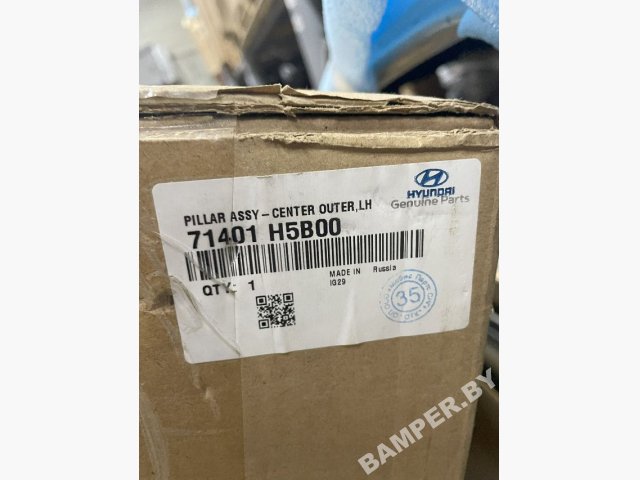 HYUNDAI
Genuine Parts
PILLAR ASSY-CENTER OUTER,LH
71401 H5B00
QTY: 1
MADE IN Russia
IG29
35
BAMPER.BY